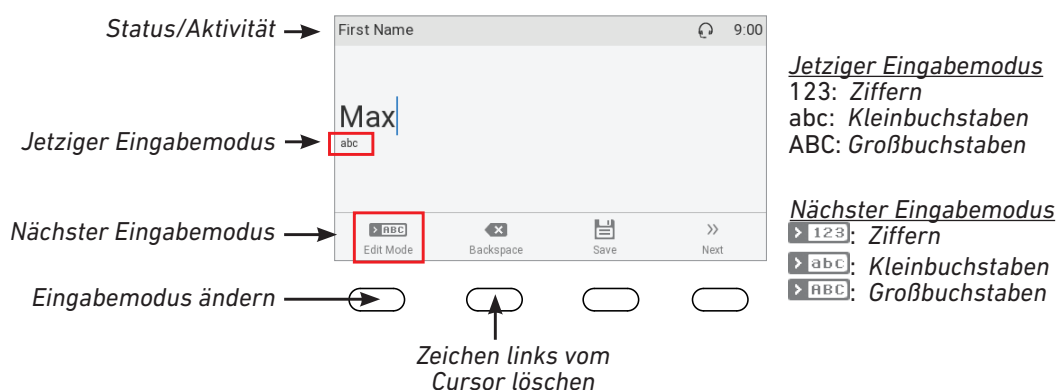 Status/Aktivität
First Name 9:00
Max
abc
Jetziger Eingabemodus
Nächster Eingabemodus
> ABC
Edit Mode Backspace Save Next
Eingabemodus ändern
Zeichen links vom
Cursor löschen
Jetziger Eingabemodus
123: Ziffern
abc: Kleinbuchstaben
ABC: Großbuchstaben
Nächster Eingabemodus
> 123: Ziffern
> abc: Kleinbuchstaben
> ABC: Großbuchstaben